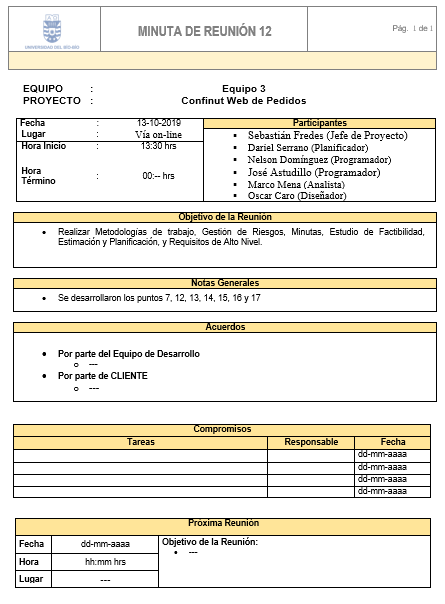 UNIVERSIDAD DEL BÍO-BÍO
MINUTA DE REUNIÓN 12
Pág. 1 de 1
EQUIPO : Equipo 3
PROYECTO : Confinut Web de Pedidos
Fecha : 13-10-2019
Lugar : Vía on-line
Hora Inicio : 13:30 hrs
Hora
Término : 00:-- hrs
Participantes
▪ Sebastián Fredes (Jefe de Proyecto)
▪ Dariel Serrano (Planificador)
▪ Nelson Domínguez (Programador)
▪ José Astudillo (Programador)
▪ Marco Mena (Analista)
▪ Oscar Caro (Diseñador)
Objetivo de la Reunión
• Realizar Metodologías de trabajo, Gestión de Riesgos, Minutas, Estudio de Factibilidad,
Estimación y Planificación, y Requisitos de Alto Nivel.
Notas Generales
• Se desarrollaron los puntos 7, 12, 13, 14, 15, 16 y 17
Acuerdos
• Por parte del Equipo de Desarrollo
o ---
• Por parte de CLIENTE
o ---
Compromisos
Tareas Responsable Fecha
dd-mm-aaaa
dd-mm-aaaa
dd-mm-aaaa
dd-mm-aaaa
Próxima Reunión
Fecha dd-mm-aaaa
Hora hh:mm hrs
Lugar ---
Objetivo de la Reunión:
• ---